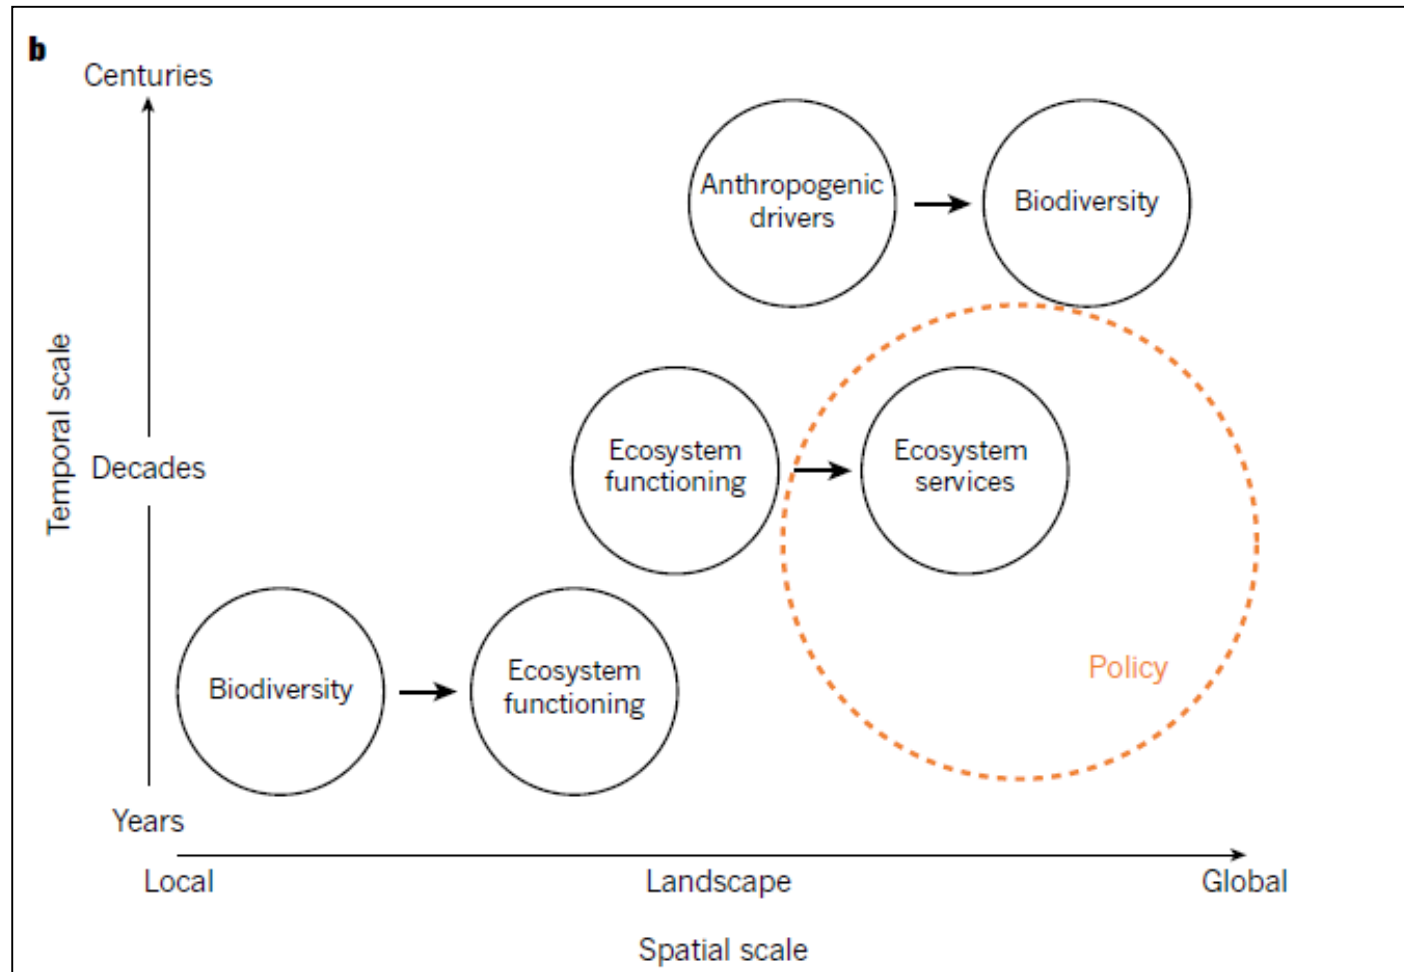 b
Centuries
Anthropogenic
drivers
Biodiversity
Temporal scale
Decades
Ecosystem
functioning
Ecosystem
services
Policy
Biodiversity
Ecosystem
functioning
Years
Local
Landscape
Global
Spatial scale